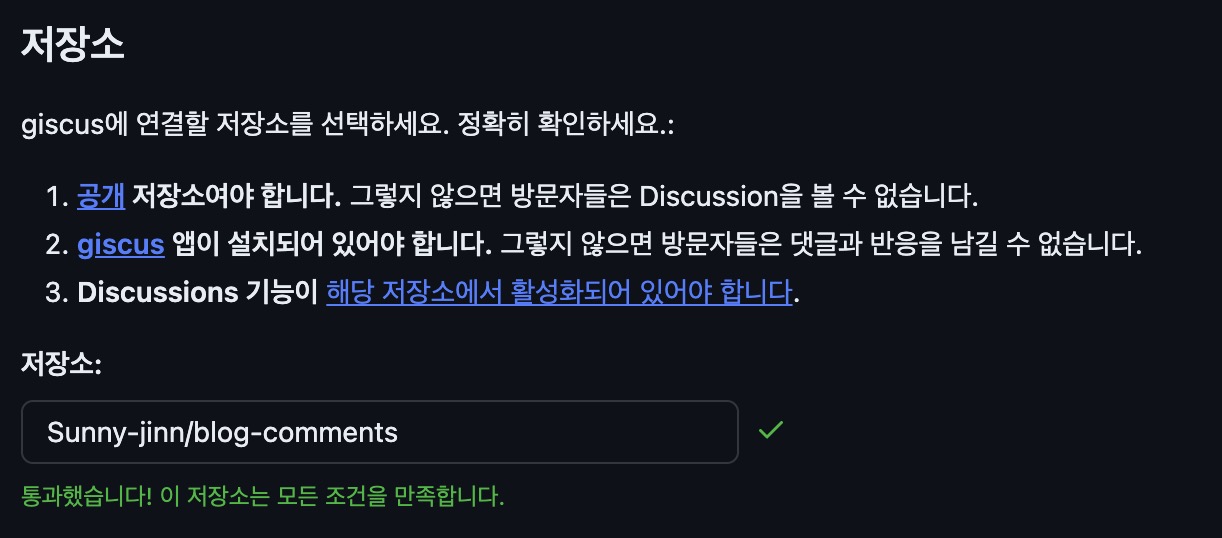 저장소
giscus에 연결할 저장소를 선택하세요. 정확히 확인하세요.:
1. 공개 저장소여야 합니다. 그렇지 않으면 방문자들은 Discussion을 볼 수 없습니다.
2. giscus 앱이 설치되어 있어야 합니다. 그렇지 않으면 방문자들은 댓글과 반응을 남길 수 없습니다.
3. Discussions 기능이 해당 저장소에서 활성화되어 있어야 합니다.
저장소:
Sunny-jinn/blog-comments
통과했습니다! 이 저장소는 모든 조건을 만족합니다.